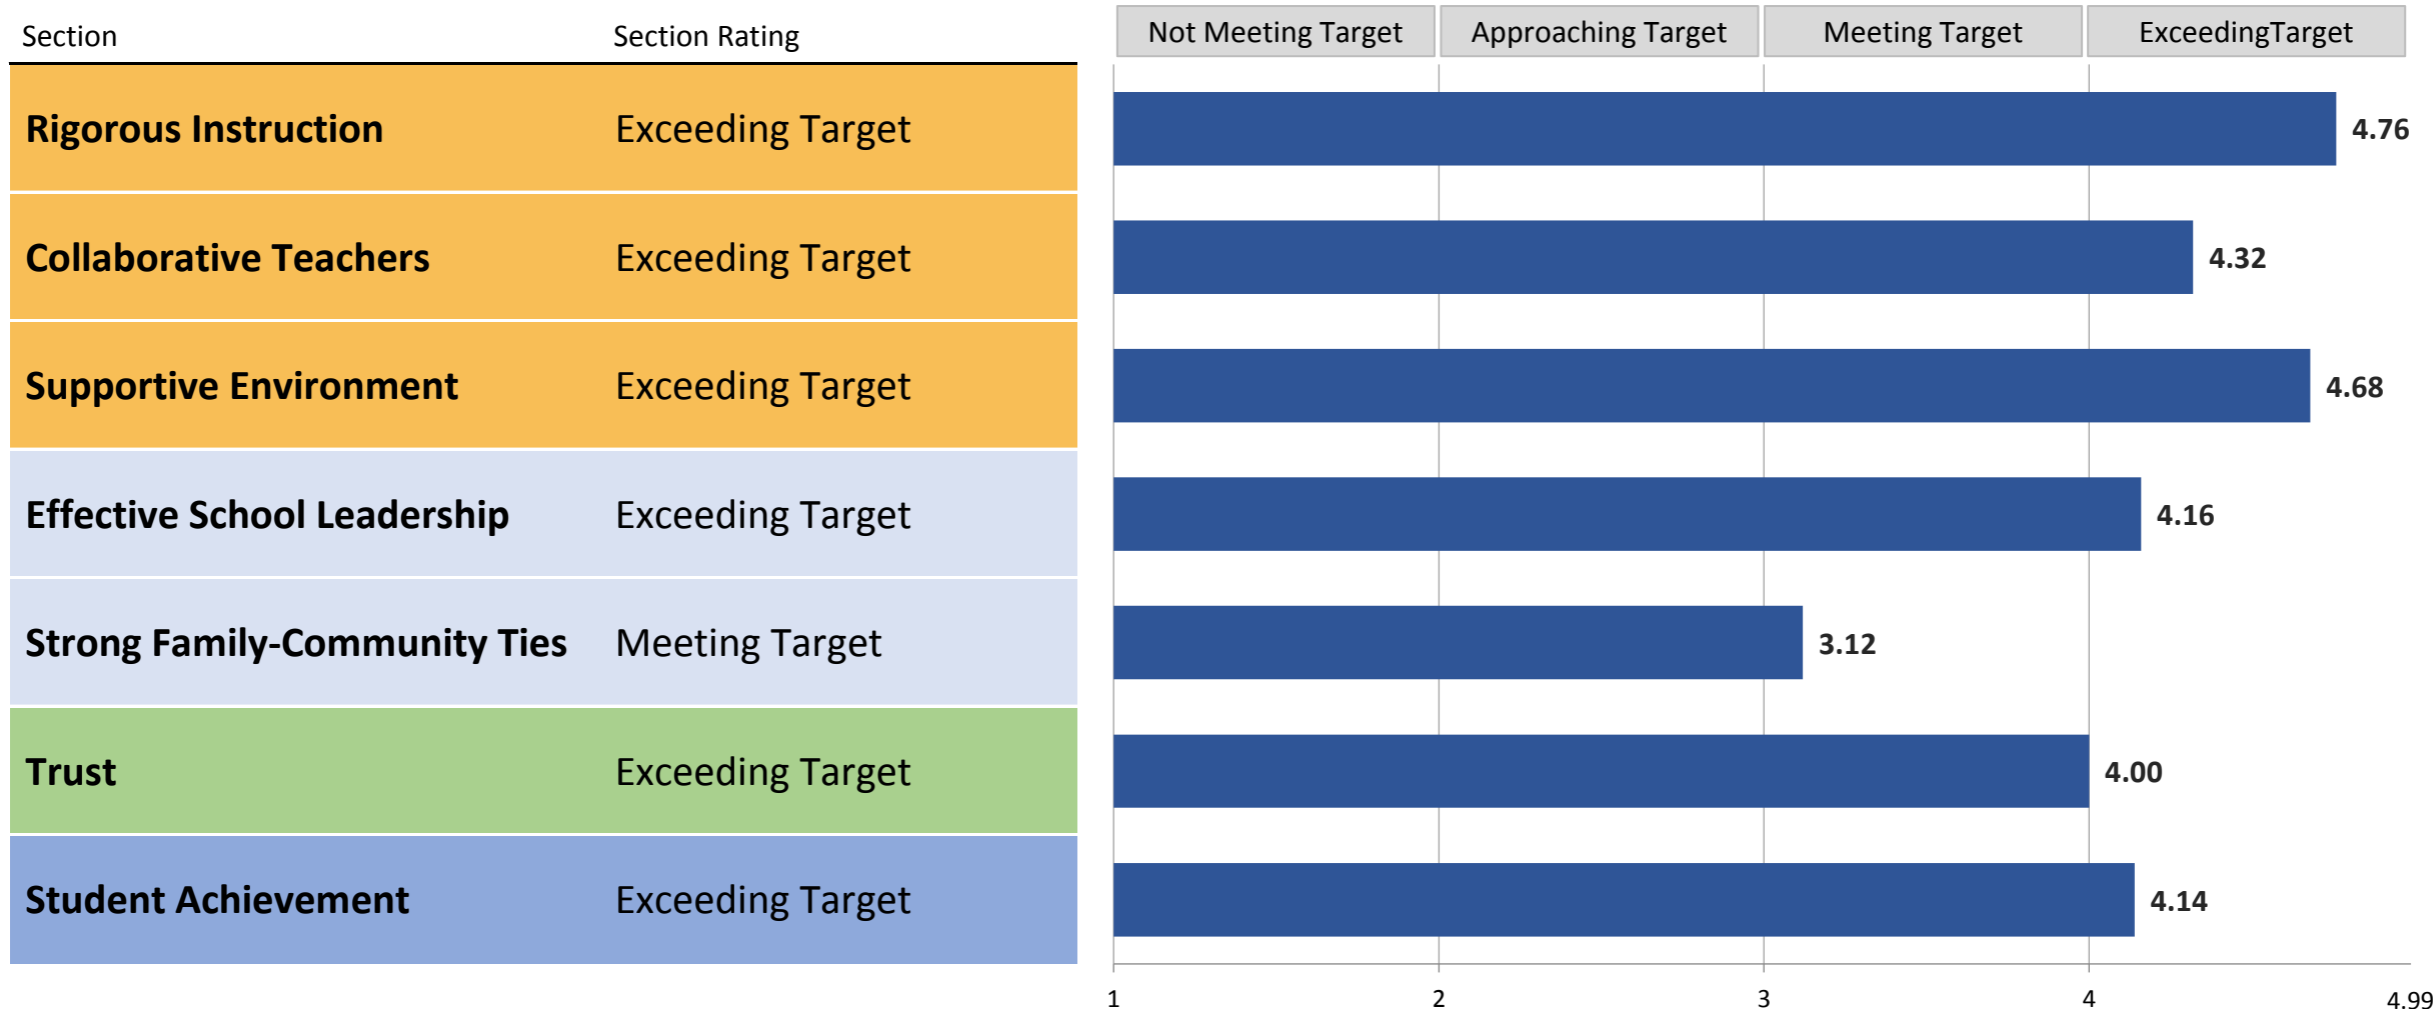 Section Section Rating Not Meeting Target Approaching Target Meeting Target ExceedingTarget
Rigorous Instruction Exceeding Target 4.76
Collaborative Teachers Exceeding Target 4.32
Supportive Environment Exceeding Target 4.68
Effective School Leadership Exceeding Target 4.16
Strong Family-Community Ties Meeting Target 3.12
Trust Exceeding Target 4.00
Student Achievement Exceeding Target 4.14
1 2 3 4 4.99